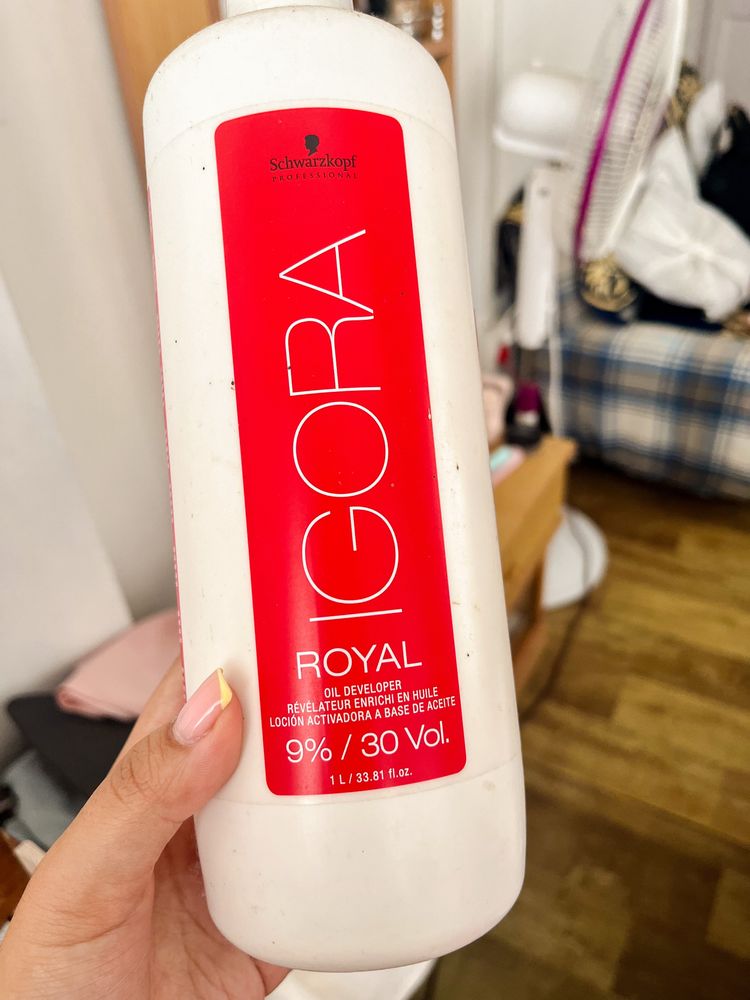 Schwarzkopf
PROFESSIONAL
IGORA
ROYAL
OIL DEVELOPER
RÉVÉLATEUR ENRICHI EN HUILE
LOCIÓN ACTIVADORA A BASE DE ACEITE
9% / 30 Vol.
1 L / 33.81 fl.oz.